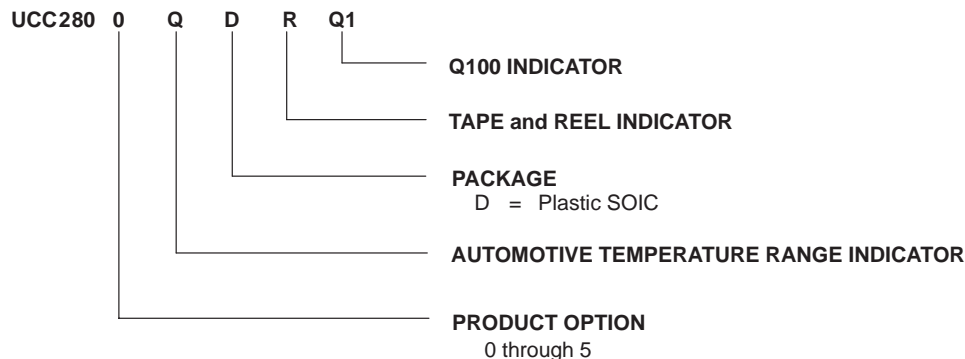 UCC280 0 Q D R Q1
Q100 INDICATOR
TAPE and REEL INDICATOR
PACKAGE
D = Plastic SOIC
AUTOMOTIVE TEMPERATURE RANGE INDICATOR
PRODUCT OPTION
0 through 5